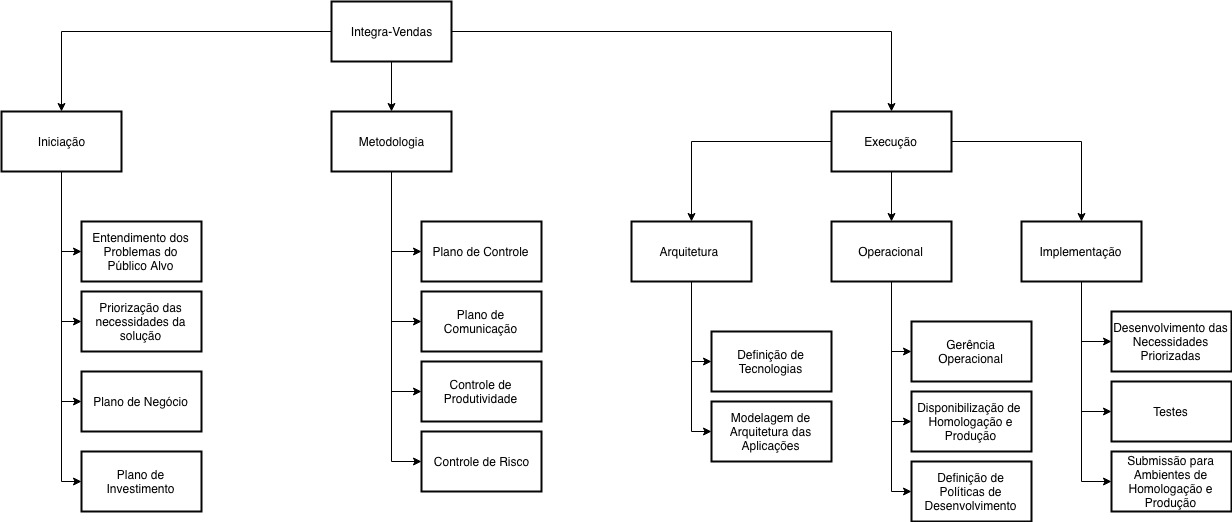 Integra-Vendas
Iniciação
Metodologia
Execução
Entendimento dos
Problemas do
Público Alvo
Priorização das
necessidades da
solução
Plano de Negócio
Plano de
Investimento
Plano de Controle
Plano de
Comunicação
Controle de
Produtividade
Controle de Risco
Arquitetura
Operacional
Implementação
Definição de
Tecnologias
Modelagem de
Arquitetura das
Aplicações
Gerência
Operacional
Disponibilização de
Homologação e
Produção
Definição de
Políticas de
Desenvolvimento
Desenvolvimento das
Necessidades
Priorizadas
Testes
Submissão para
Ambientes de
Homologação e
Produção